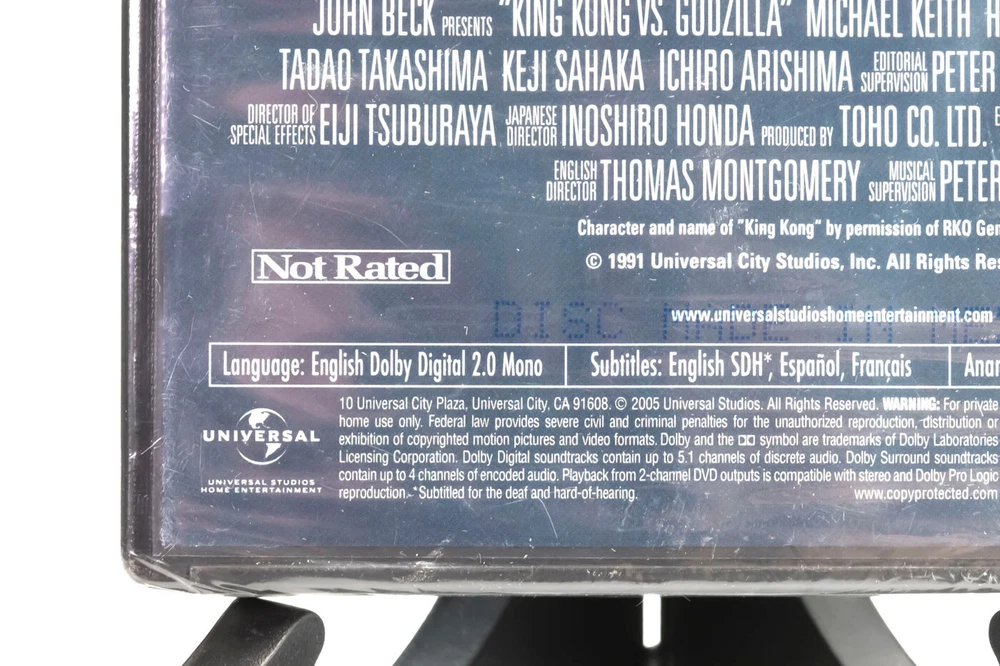 JOHN BECK PRESENTS "KING KONG VS. GODZILLA" MICHAEL KEITH H
TADAO TAKASHIMA KEJI SAHAKA ICHIRO ARISHIMA EDITORIAL SUPERVISION PETER
DIRECTOR OF SPECIAL EFFECTS EIJI TSUBURAYA JAPANESE DIRECTOR INOSHIRO HONDA PRODUCED BY TOHO CO. LTD.
ENGLISH DIRECTOR THOMAS MONTGOMERY MUSICAL SUPERVISION PETER
Character and name of "King Kong" by permission of RKO Gen
Not Rated
© 1991 Universal City Studios, Inc. All Rights Res
DISC MADE IN ME
www.universalstudioshomeentertainment.com
Language: English Dolby Digital 2.0 Mono Subtitles: English SDH*, Español, Français Anam
10 Universal City Plaza, Universal City, CA 91608. © 2005 Universal Studios. All Rights Reserved. WARNING: For private
home use only. Federal law provides severe civil and criminal penalties for the unauthorized reproduction, distribution or
exhibition of copyrighted motion pictures and video formats. Dolby and the symbol are trademarks of Dolby Laboratories
Licensing Corporation. Dolby Digital soundtracks contain up to 5.1 channels of discrete audio. Dolby Surround soundtracks
contain up to 4 channels of encoded audio. Playback from 2-channel DVD outputs is compatible with stereo and Dolby Pro Logic
reproduction. *Subtitled for the deaf and hard-of-hearing. www.copyprotected.com
UNIVERSAL
UNIVERSAL STUDIOS
HOME ENTERTAINMENT